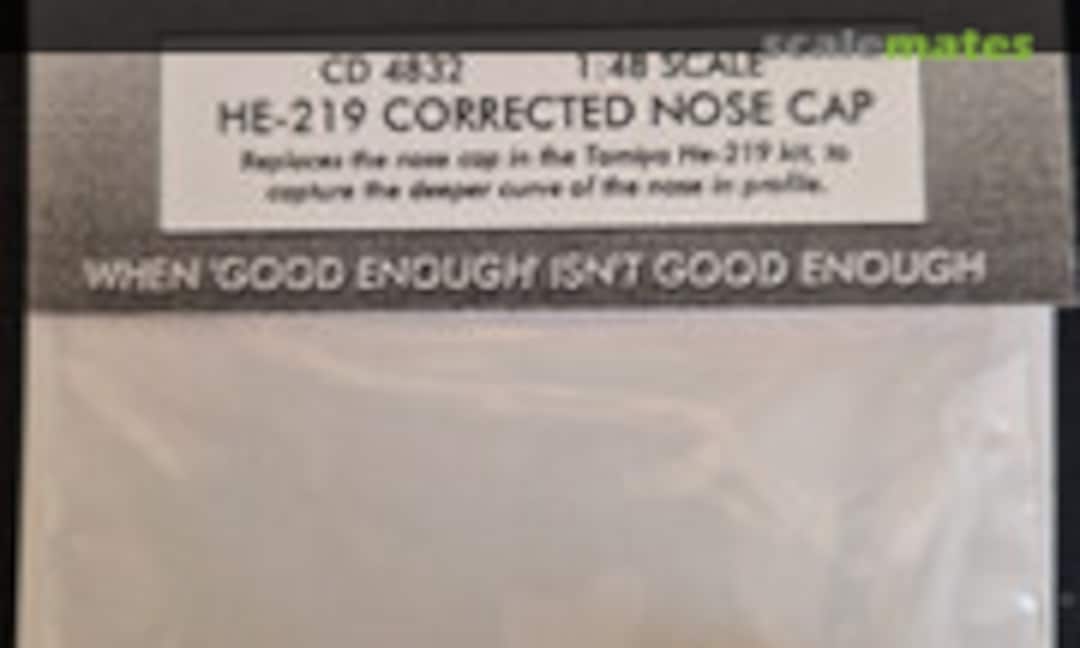 scalemates
CD 4832 1:48 SCALE
HE-219 CORRECTED NOSE CAP
Replaces the nose cap in the Tamiya He-219 kit, to
capture the deeper curve of the nose in profile.
WHEN 'GOOD ENOUGH' ISN'T GOOD ENOUGH